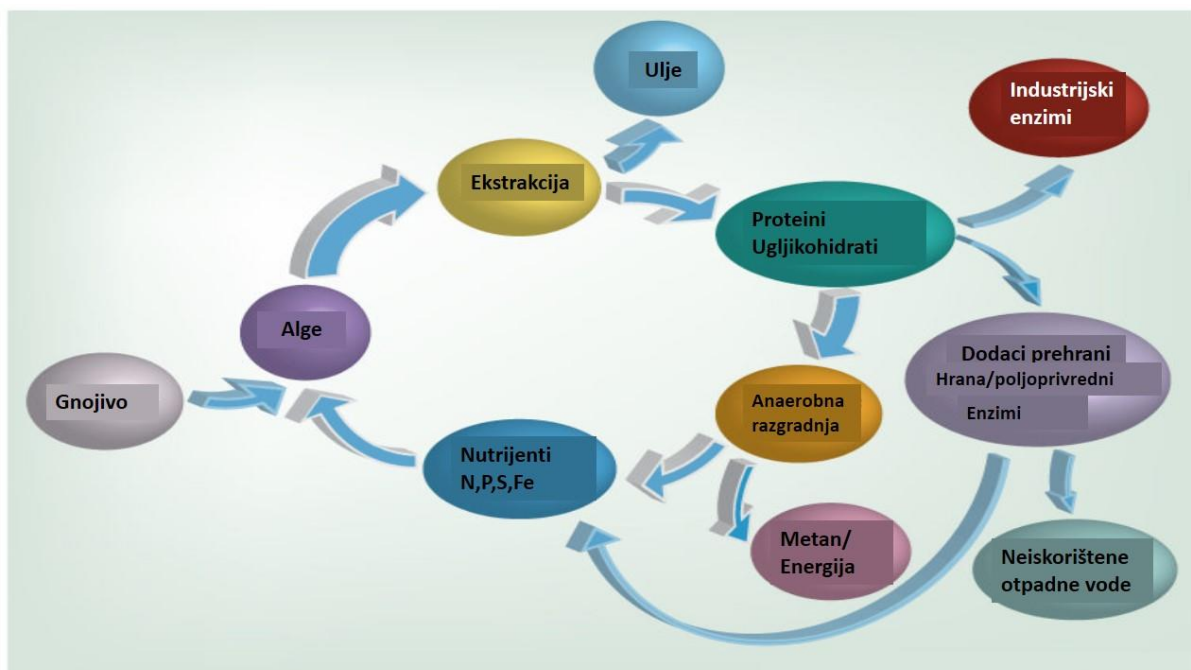 Ulje
Industrijski
enzimi
Ekstrakcija
Proteini
Ugljikohidrati
Alge
Dodaci prehrani
Hrana/poljoprivredni
Enzimi
Gnojivo
Anaerobna
razgradnja
Nutrijenti
N,P,S,Fe
Metan/
Energija
Neiskorištene
otpadne vode